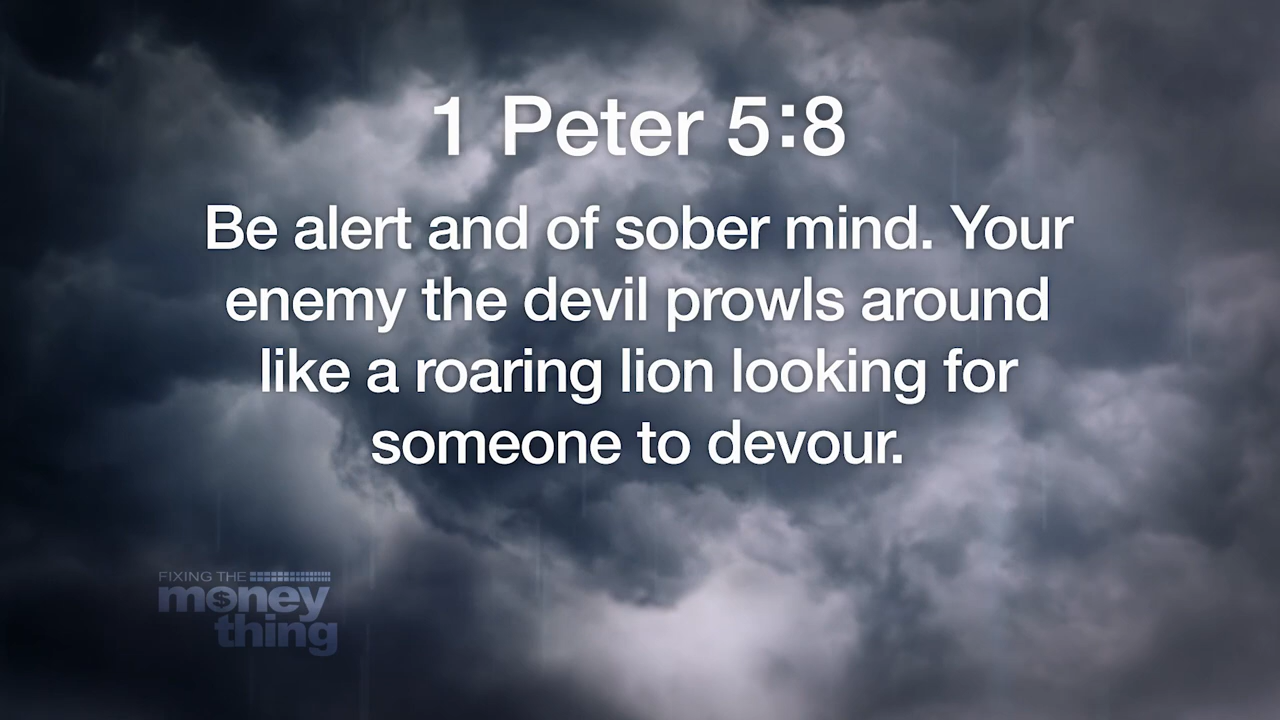 1 Peter 5:8
Be alert and of sober mind. Your
enemy the devil prowls around
like a roaring lion looking for
someone to devour.
FIXING THE
money
thing